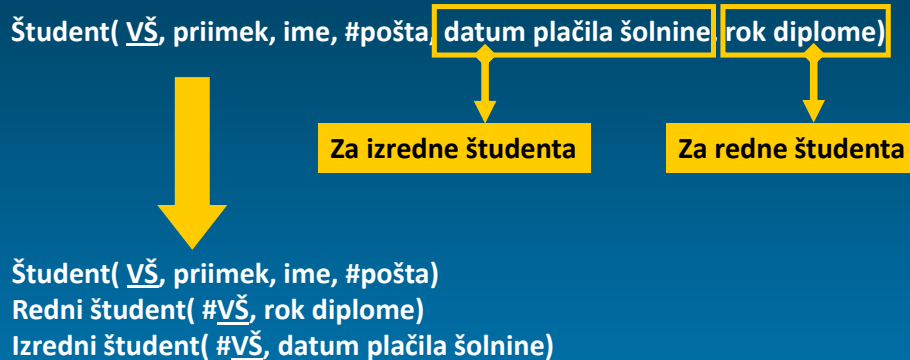 Študent( VŠ, priimek, ime, #pošta, datum plačila šolnine, rok diplome)
Za izredne študenta
Za redne študenta
Študent( VŠ, priimek, ime, #pošta)
Redni študent( #VŠ, rok diplome)
Izredni študent( #VŠ, datum plačila šolnine)